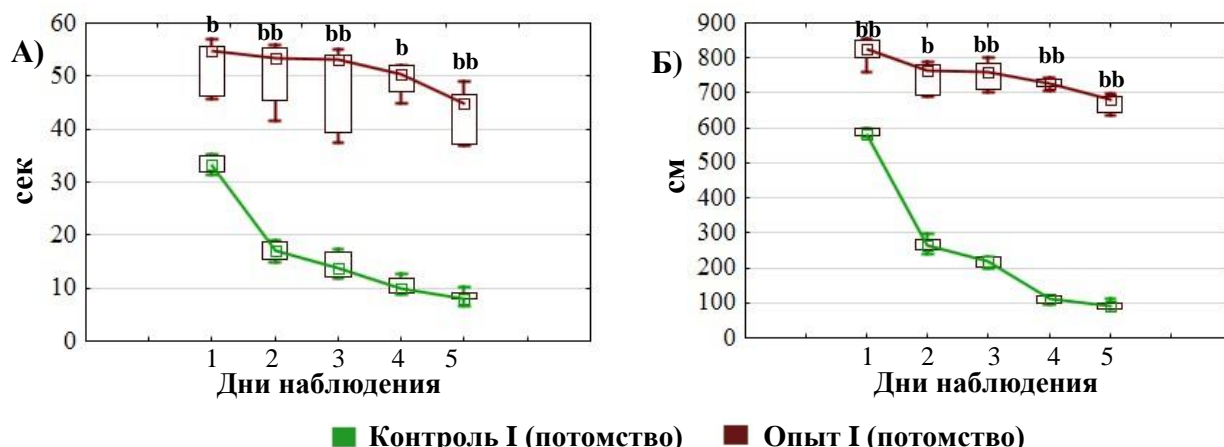 А)
сек
60
50
40
30
20
10
0
b bb bb b bb
1 2 3 4 5
Дни наблюдения
Б)
см
900
800
700
600
500
400
300
200
100
0
bb b bb bb bb
1 2 3 4 5
Дни наблюдения
Контроль I (потомство) Опыт I (потомство)